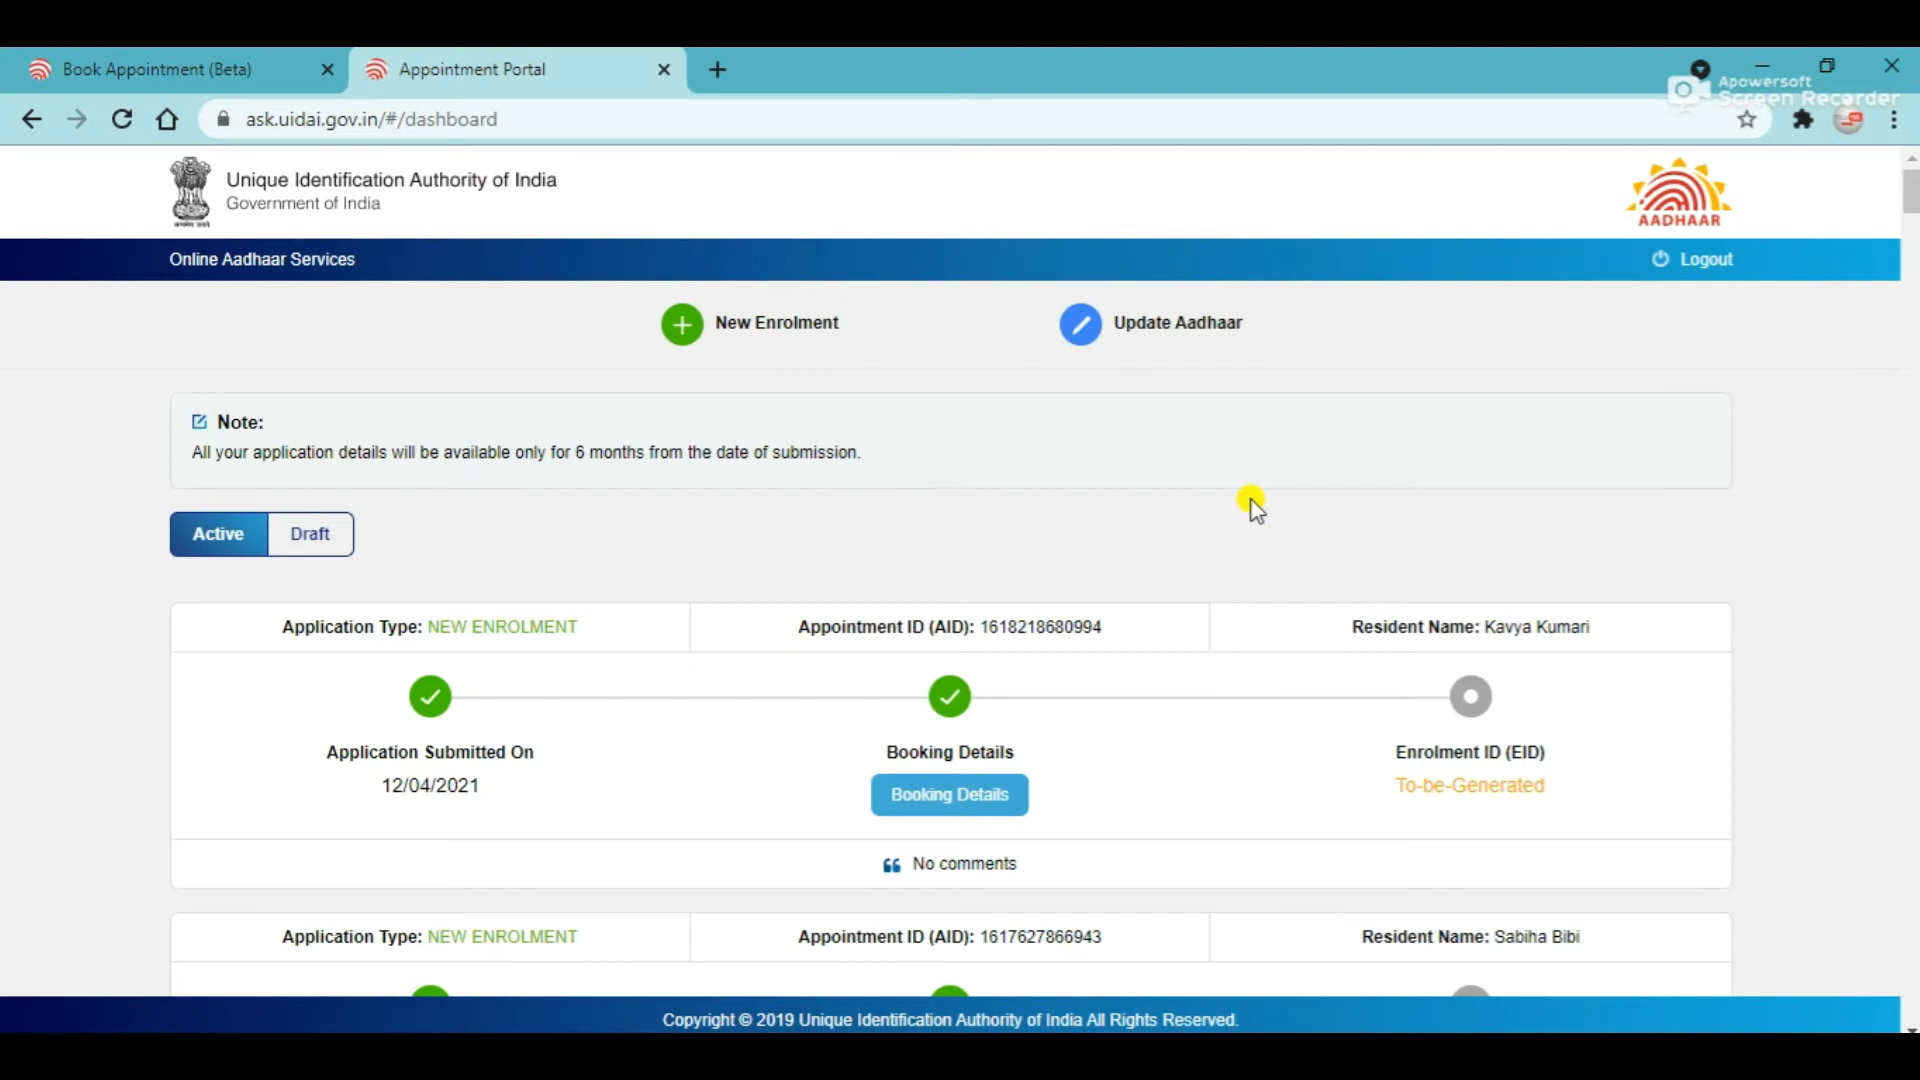 Book Appointment (Beta)
Appointment Portal
Apowersoft
Screen Recorder
ask.uidai.gov.in/#/dashboard
Unique Identification Authority of India
Government of India
AADHAAR
Online Aadhaar Services
Logout
New Enrolment
Update Aadhaar
Note:
All your application details will be available only for 6 months from the date of submission.
Active
Draft
Application Type: NEW ENROLMENT
Appointment ID (AID): 1618218680994
Resident Name: Kavya Kumari
Application Submitted On
Booking Details
Enrolment ID (EID)
12/04/2021
Booking Details
To-be-Generated
No comments
Application Type: NEW ENROLMENT
Appointment ID (AID): 1617627866943
Resident Name: Sabiha Bibi
Copyright © 2019 Unique Identification Authority of India All Rights Reserved.